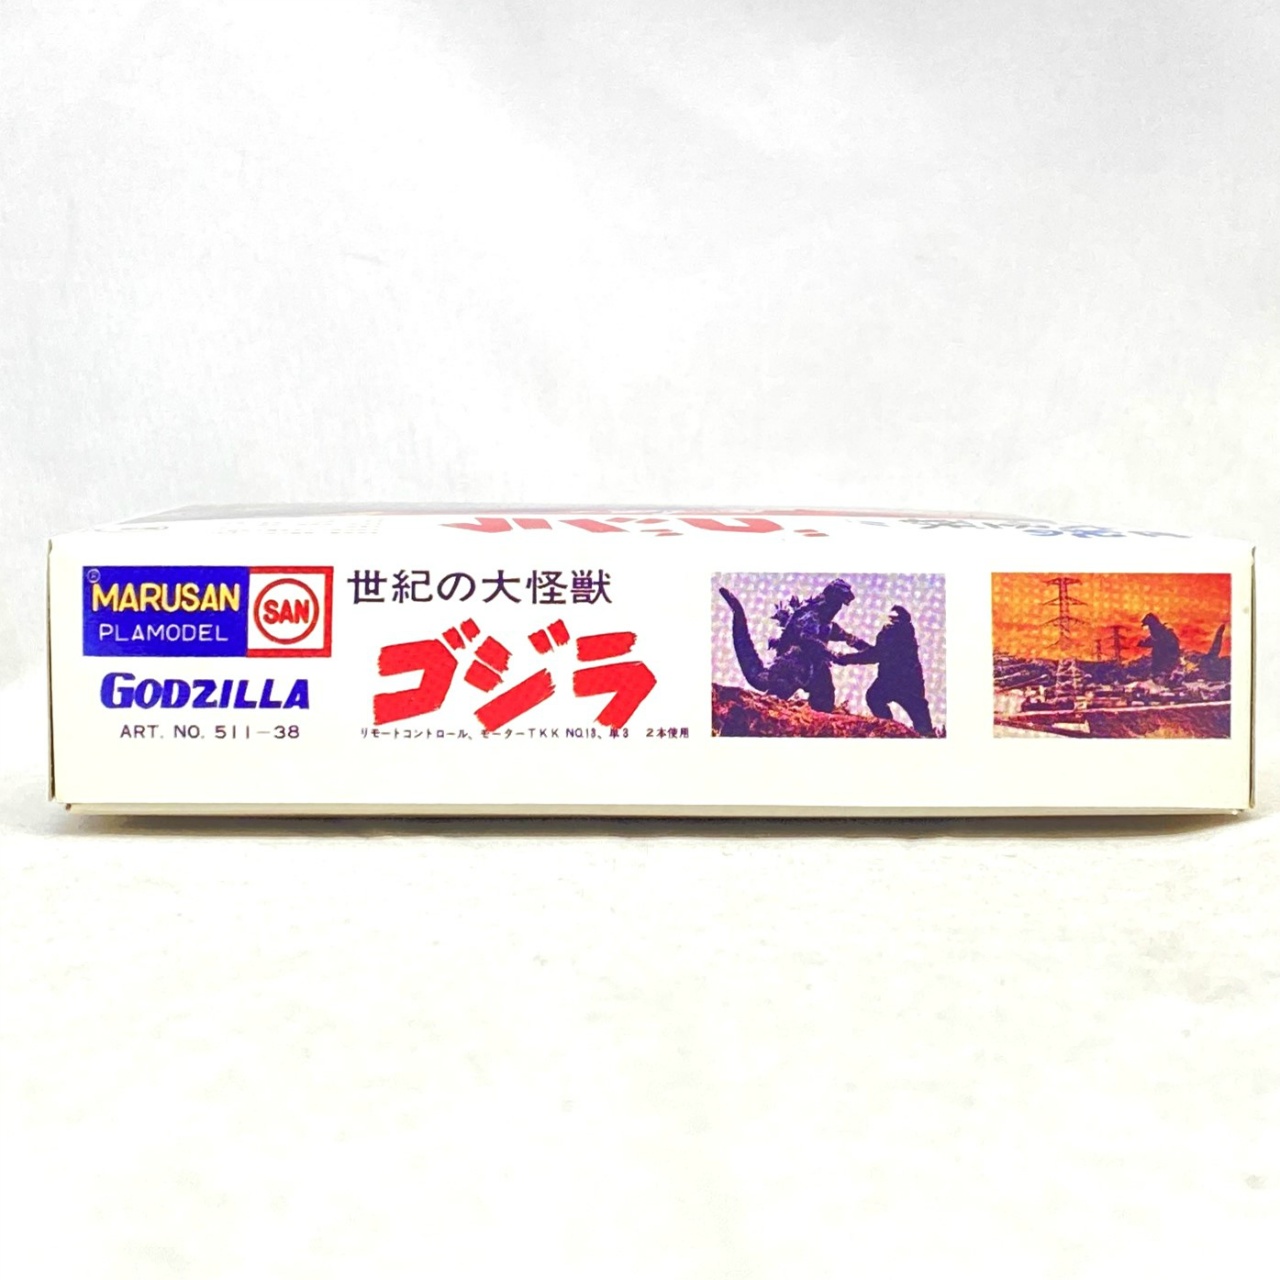 MARUSAN
PLAMODEL
SAN
GODZILLA
ART. NO. 511-38
世紀の大怪獣
ゴジラ
リモートコントロール、モーターTKK NO.13、単3 2本使用